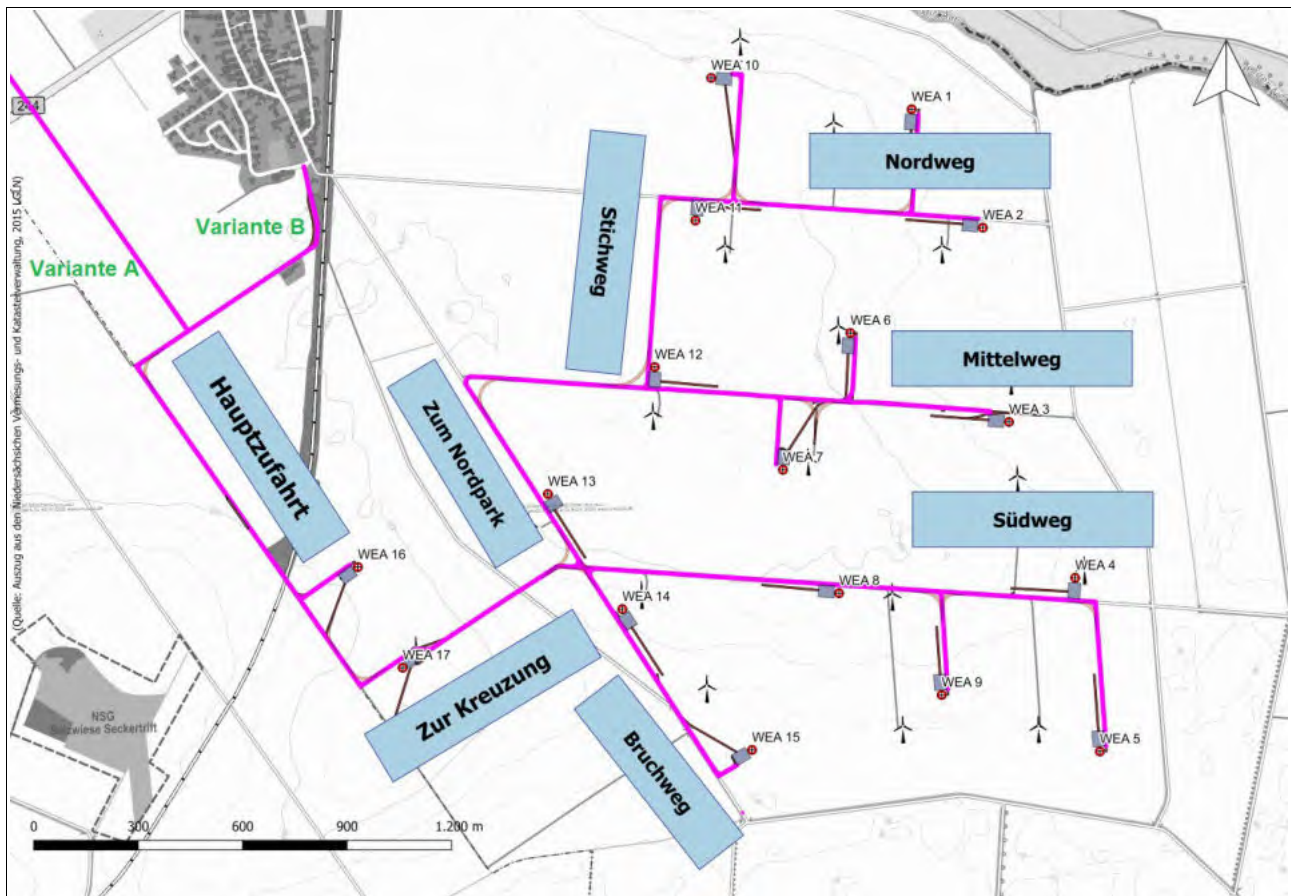 WEA 10
WEA 1
244
Nordweg
(Quelle: Auszug aus den Niedersächsischen Vermesungs- und Katasterverwaltung, 2015 LGLN)
Stichweg
WEA 11
WEA 2
Variante B
Variante A
WEA 6
Mittelweg
WEA 12
Hauptzufahrt
Zum Nordpark
WEA 3
WEA 7
WEA 13
Südweg
WEA 16
WEA 4
WEA 8
WEA 14
WEA 17
Zur Kreuzung
WEA 9
NSG
Seckertrift
Bruchweg
WEA 15
WEA 5
0 300 600 900 1.200 m